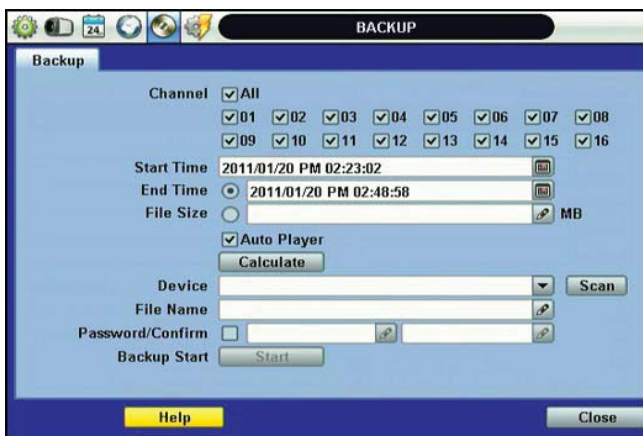 24 BACKUP
Backup
Channel All
01 02 03 04 05 06 07 08
09 10 11 12 13 14 15 16
Start Time 2011/01/20 PM 02:23:02
End Time 2011/01/20 PM 02:48:58
File Size MB
Auto Player
Calculate
Device Scan
File Name
Password/Confirm
Backup Start Start
Help Close